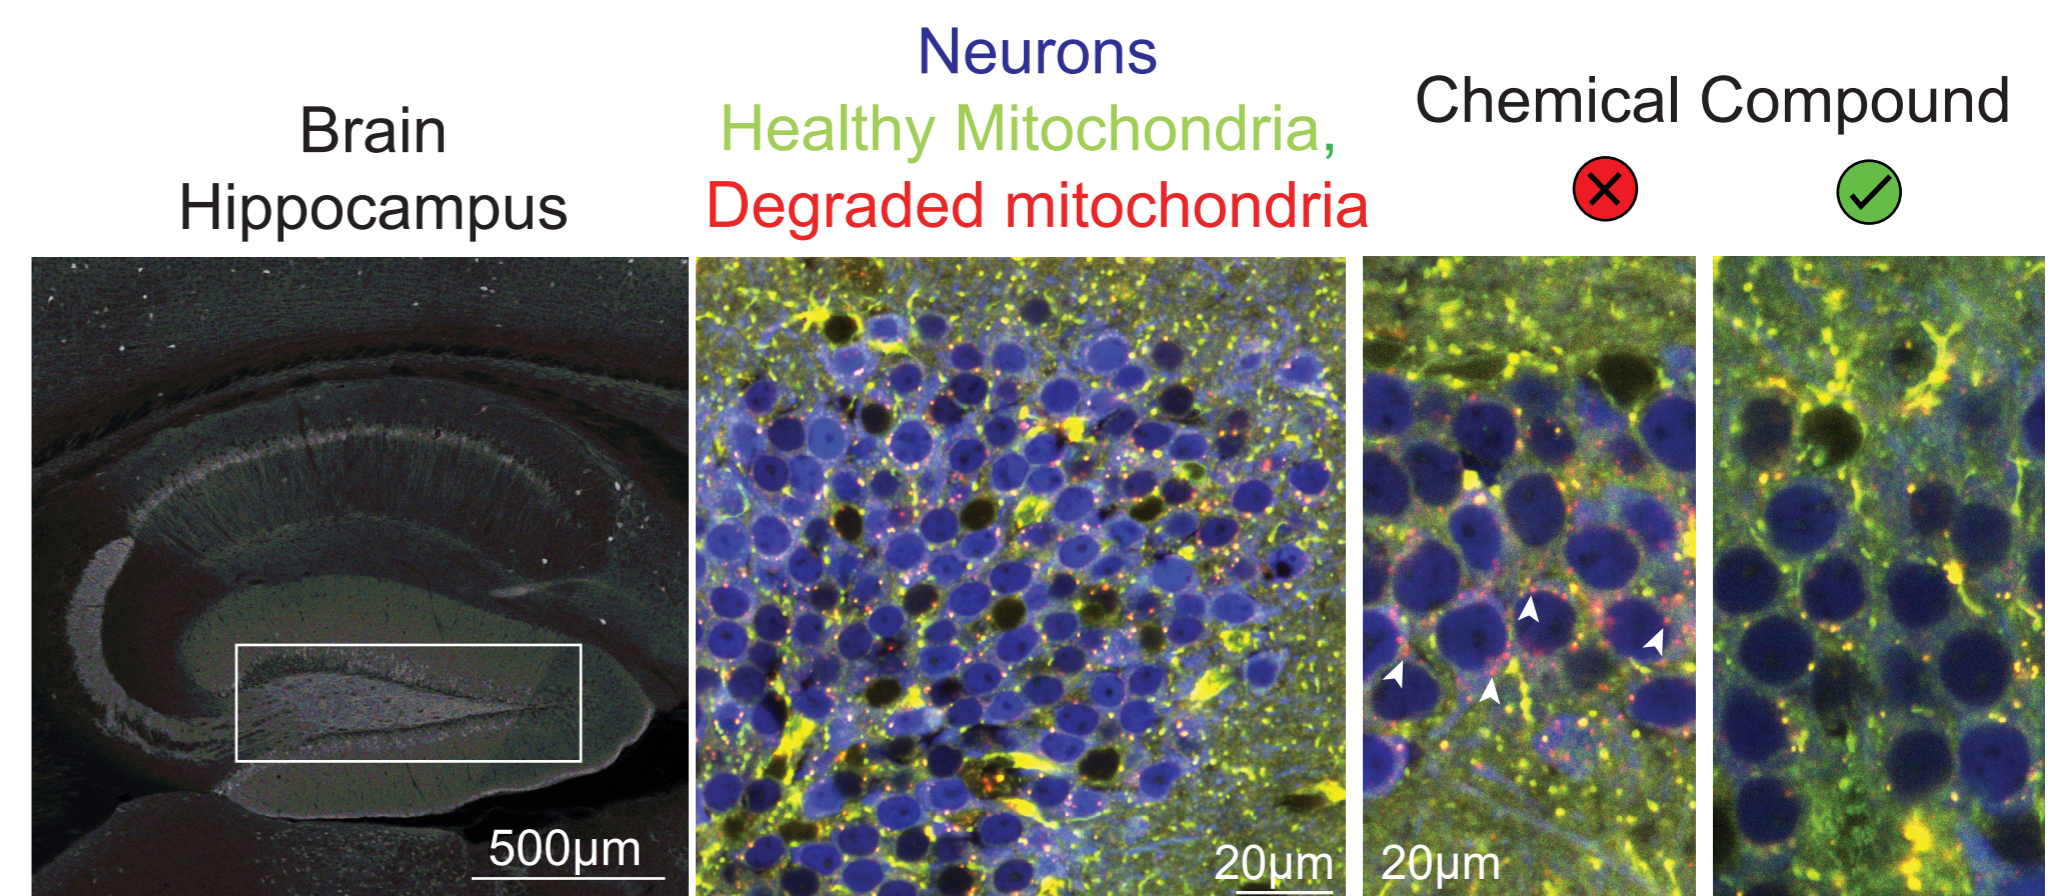 Brain
Hippocampus
Neurons
Healthy Mitochondria,
Degraded mitochondria
Chemical Compound
500µm
20µm
20µm